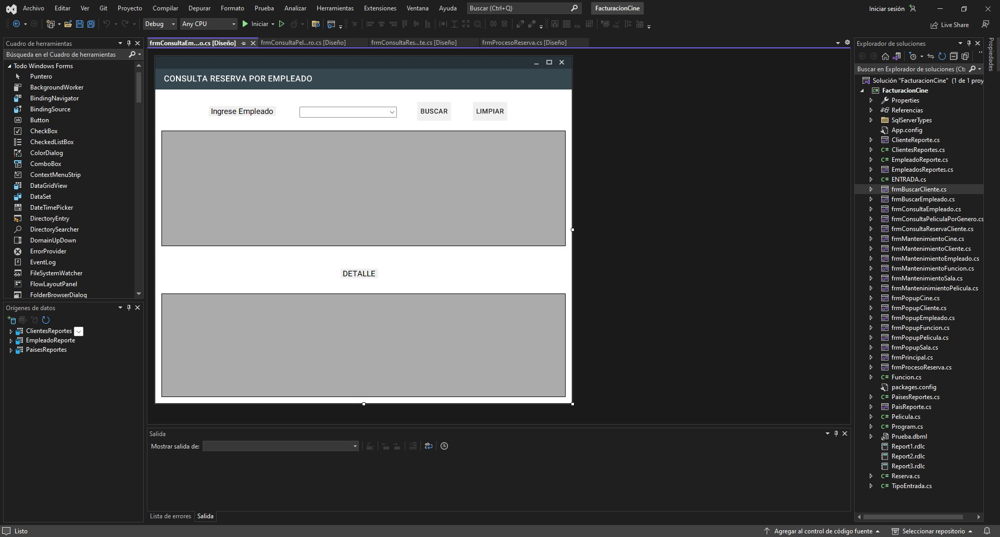 Archivo Editar Ver Git Proyecto Compilar Depurar Formato Prueba Analizar Herramientas Extensiones Ventana Ayuda Buscar (Ctrl+Q) FacturacionCine Iniciar sesión
Debug Any CPU Iniciar Live Share
Cuadro de herramientas
Búsqueda en el Cuadro de herramientas
Todo Windows Forms
Puntero
BackgroundWorker
BindingNavigator
BindingSource
Button
CheckBox
CheckedListBox
ColorDialog
ComboBox
ContextMenuStrip
DataGridView
DataSet
DateTimePicker
DirectoryEntry
DirectorySearcher
DomainUpDown
ErrorProvider
EventLog
FileSystemWatcher
FlowLayoutPanel
FolderBrowserDialog
Orígenes de datos
ClientesReportes
EmpleadoReporte
PaisesReportes
frmConsultaEm...o.cs [Diseño] frmConsultaPel...ro.cs [Diseño] frmConsultaRes...te.cs [Diseño] frmProcesoReserva.cs [Diseño]
CONSULTA RESERVA POR EMPLEADO
Ingrese Empleado BUSCAR LIMPIAR
DETALLE
Salida
Mostrar salida de:
Lista de errores Salida
Explorador de soluciones
Buscar en Explorador de soluciones (Ctr
Solución "FacturacionCine" (1 de 1 proy
FacturacionCine
Properties
Referencias
SqlServerTypes
App.config
ClienteReporte.cs
ClientesReportes.cs
EmpleadoReporte.cs
EmpleadosReportes.cs
ENTRADA.cs
frmBuscarCliente.cs
frmBuscarEmpleado.cs
frmConsultaEmpleado.cs
frmConsultaPeliculaPorGenero.cs
frmConsultaReservaCliente.cs
frmMantenimientoCine.cs
frmMantenimientoCliente.cs
frmMantenimientoEmpleado.cs
frmMantenimientoFuncion.cs
frmMantenimientoSala.cs
frmManteninimientoPelicula.cs
frmPopupCine.cs
frmPopupCliente.cs
frmPopupEmpleado.cs
frmPopupFuncion.cs
frmPopupPelicula.cs
frmPopupSala.cs
frmPrincipal.cs
frmProcesoReserva.cs
Funcion.cs
packages.config
PaisesReportes.cs
PaisReporte.cs
Pelicula.cs
Program.cs
Prueba.dbml
Report1.rdlc
Report2.rdlc
Report3.rdlc
Reserva.cs
TipoEntrada.cs
Propiedades
Listo Agregar al control de código fuente Seleccionar repositorio